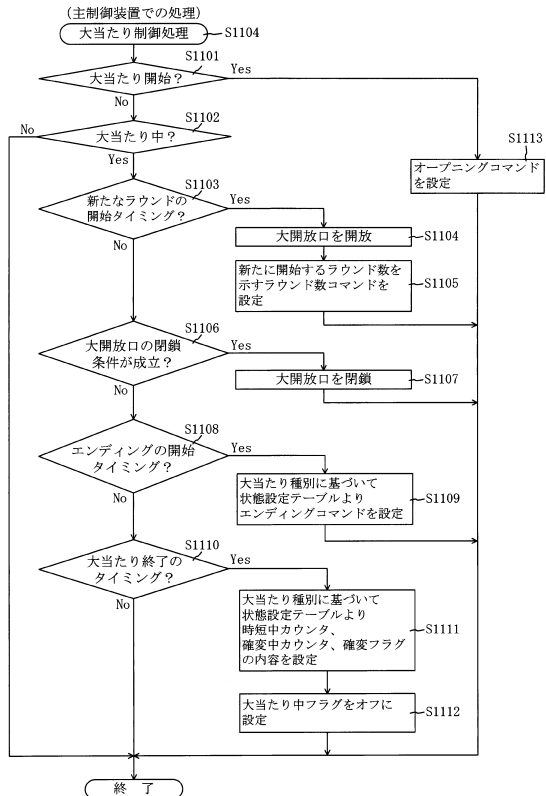 (主制御装置での処理)
大当たり制御処理
S1104
S1101
大当たり開始?
Yes
No
S1102
大当たり中?
No
Yes
S1113
オープニングコマンド
を設定
S1103
新たなラウンドの
開始タイミング?
Yes
No
大開放口を開放
S1104
新たに開始するラウンド数を
示すラウンド数コマンドを
設定
S1105
S1106
大開放口の閉鎖
条件が成立?
Yes
No
大開放口を閉鎖
S1107
S1108
エンディングの開始
タイミング?
Yes
No
大当たり種別に基づいて
状態設定テーブルより
エンディングコマンドを設定
S1109
S1110
大当たり終了の
タイミング?
Yes
No
大当たり種別に基づいて
状態設定テーブルより
時短中カウンタ、
確変中カウンタ、確変フラグ
の内容を設定
S1111
大当たり中フラグをオフに
設定
S1112
終 了